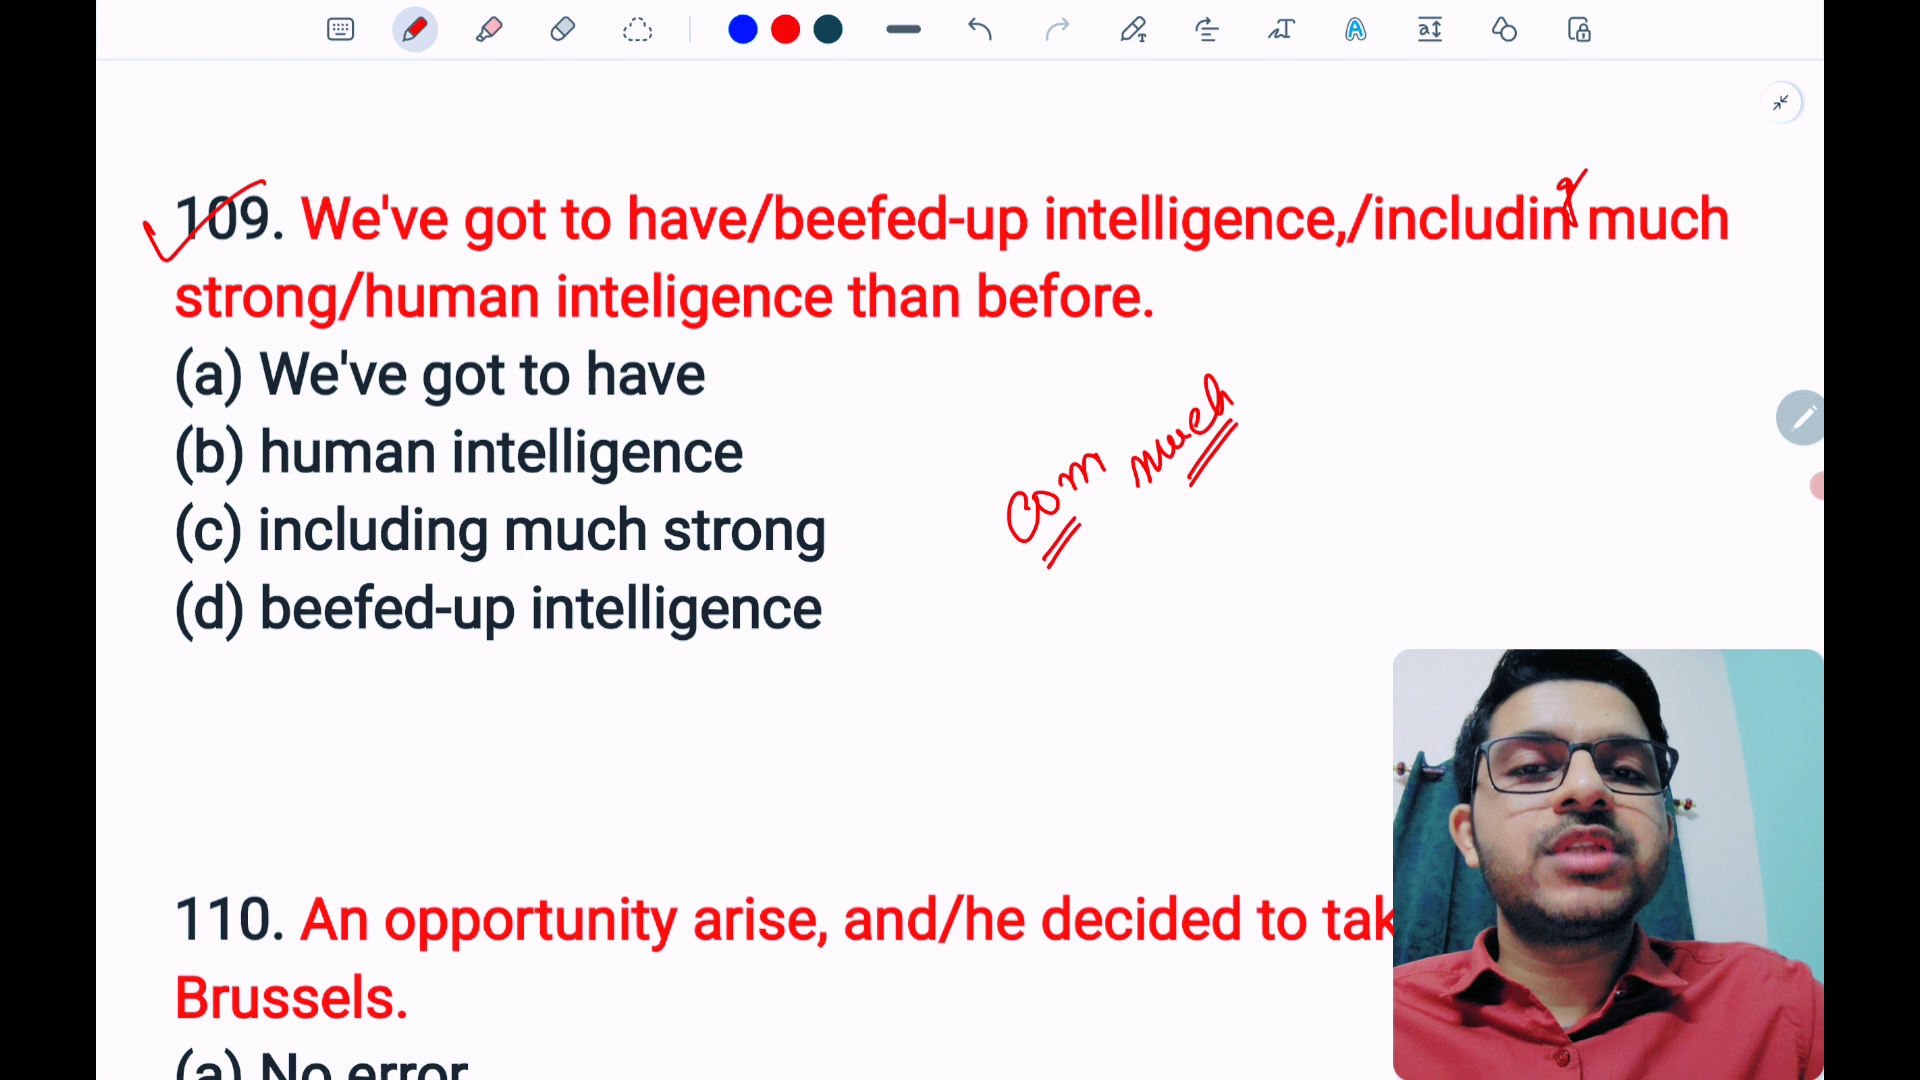 109. We've got to have/beefed-up intelligence,/including much
strong/human inteligence than before.
(a) We've got to have
(b) human intelligence
(c) including much strong
(d) beefed-up intelligence
Com much
110. An opportunity arise, and/he decided to tak
Brussels.
(a) No error